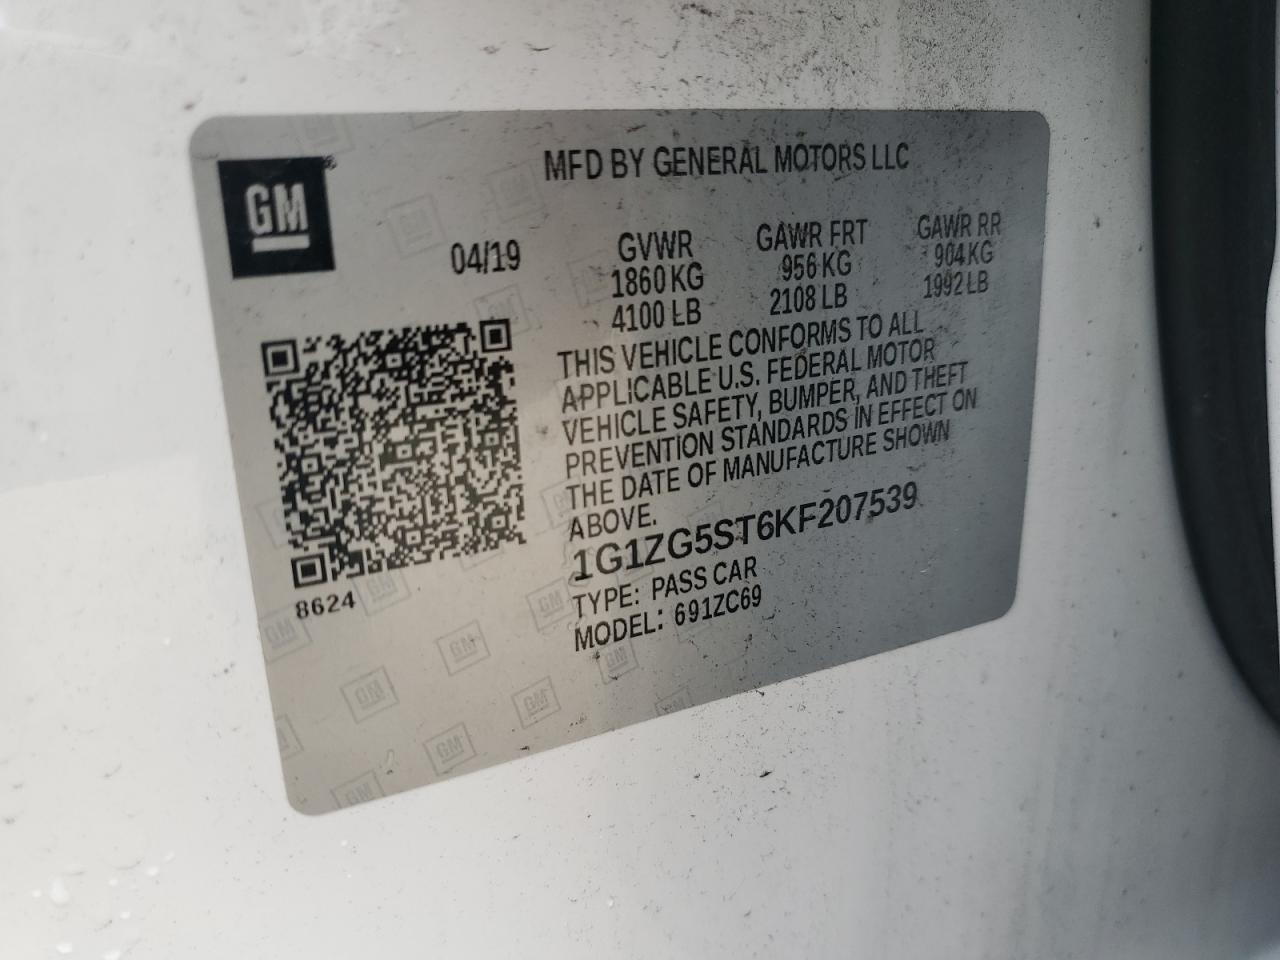 GM
MFD BY GENERAL MOTORS LLC
04/19
GVWR GAWR FRT GAWR RR
1860 KG 956 KG 904 KG
4100 LB 2108 LB 1992 LB
THIS VEHICLE CONFORMS TO ALL
APPLICABLE U.S. FEDERAL MOTOR
VEHICLE SAFETY, BUMPER, AND THEFT
PREVENTION STANDARDS IN EFFECT ON
THE DATE OF MANUFACTURE SHOWN
ABOVE.
1G1ZG5ST6KF207539
TYPE: PASS CAR
MODEL: 691ZC69
8624